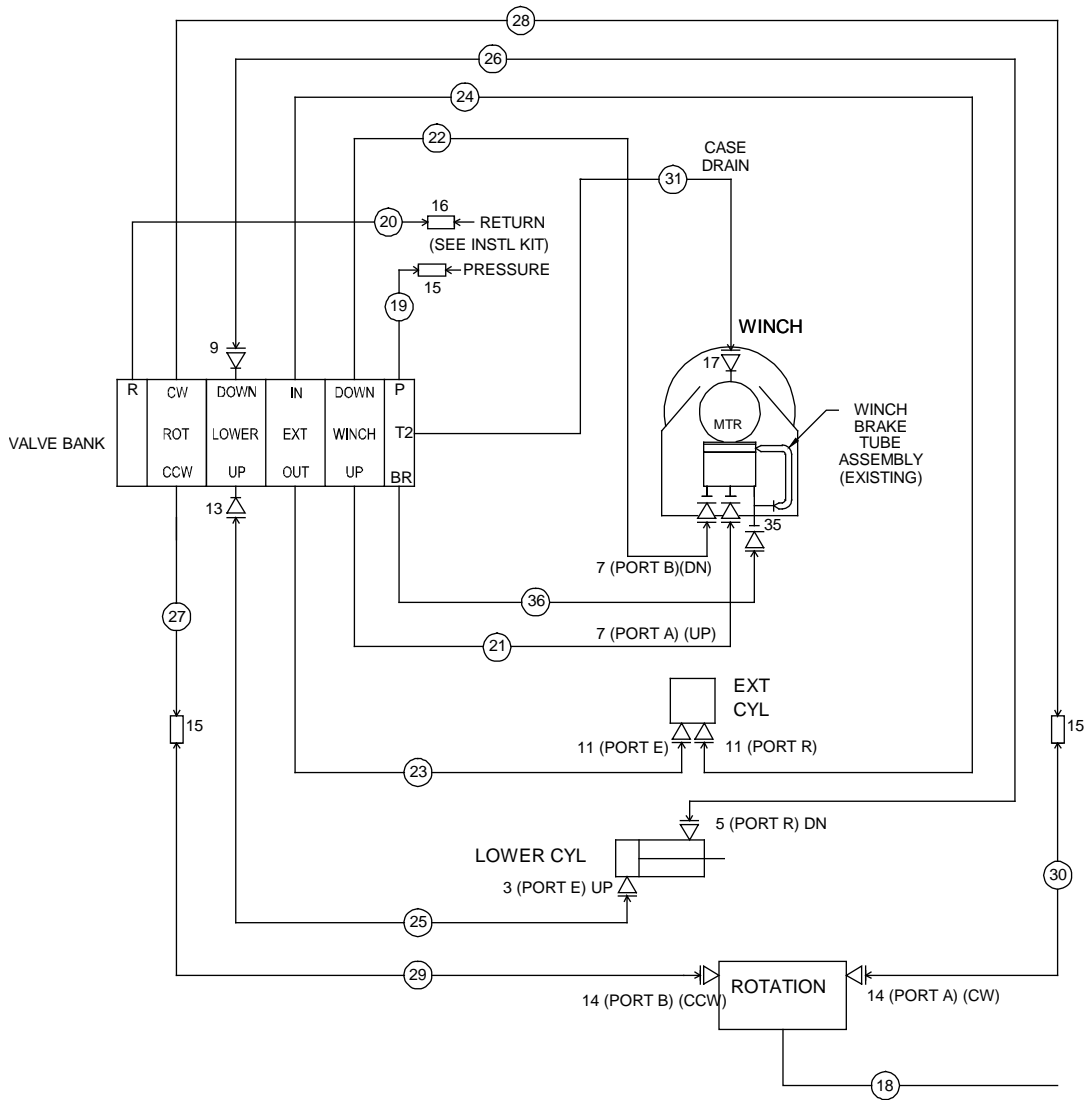 28
26
24
22
CASE
DRAIN
31
20
16
RETURN
(SEE INSTL KIT)
PRESSURE
15
19
WINCH
9
17
R
CW
DOWN
IN
DOWN
P
VALVE BANK
ROT
LOWER
EXT
WINCH
T2
CCW
UP
OUT
UP
BR
MTR
WINCH
BRAKE
TUBE
ASSEMBLY
(EXISTING)
13
35
7 (PORT B)(DN)
36
27
21
7 (PORT A) (UP)
EXT
CYL
15
15
11 (PORT E)
11 (PORT R)
23
5 (PORT R) DN
LOWER CYL
3 (PORT E) UP
30
25
29
ROTATION
14 (PORT B) (CCW)
14 (PORT A) (CW)
18